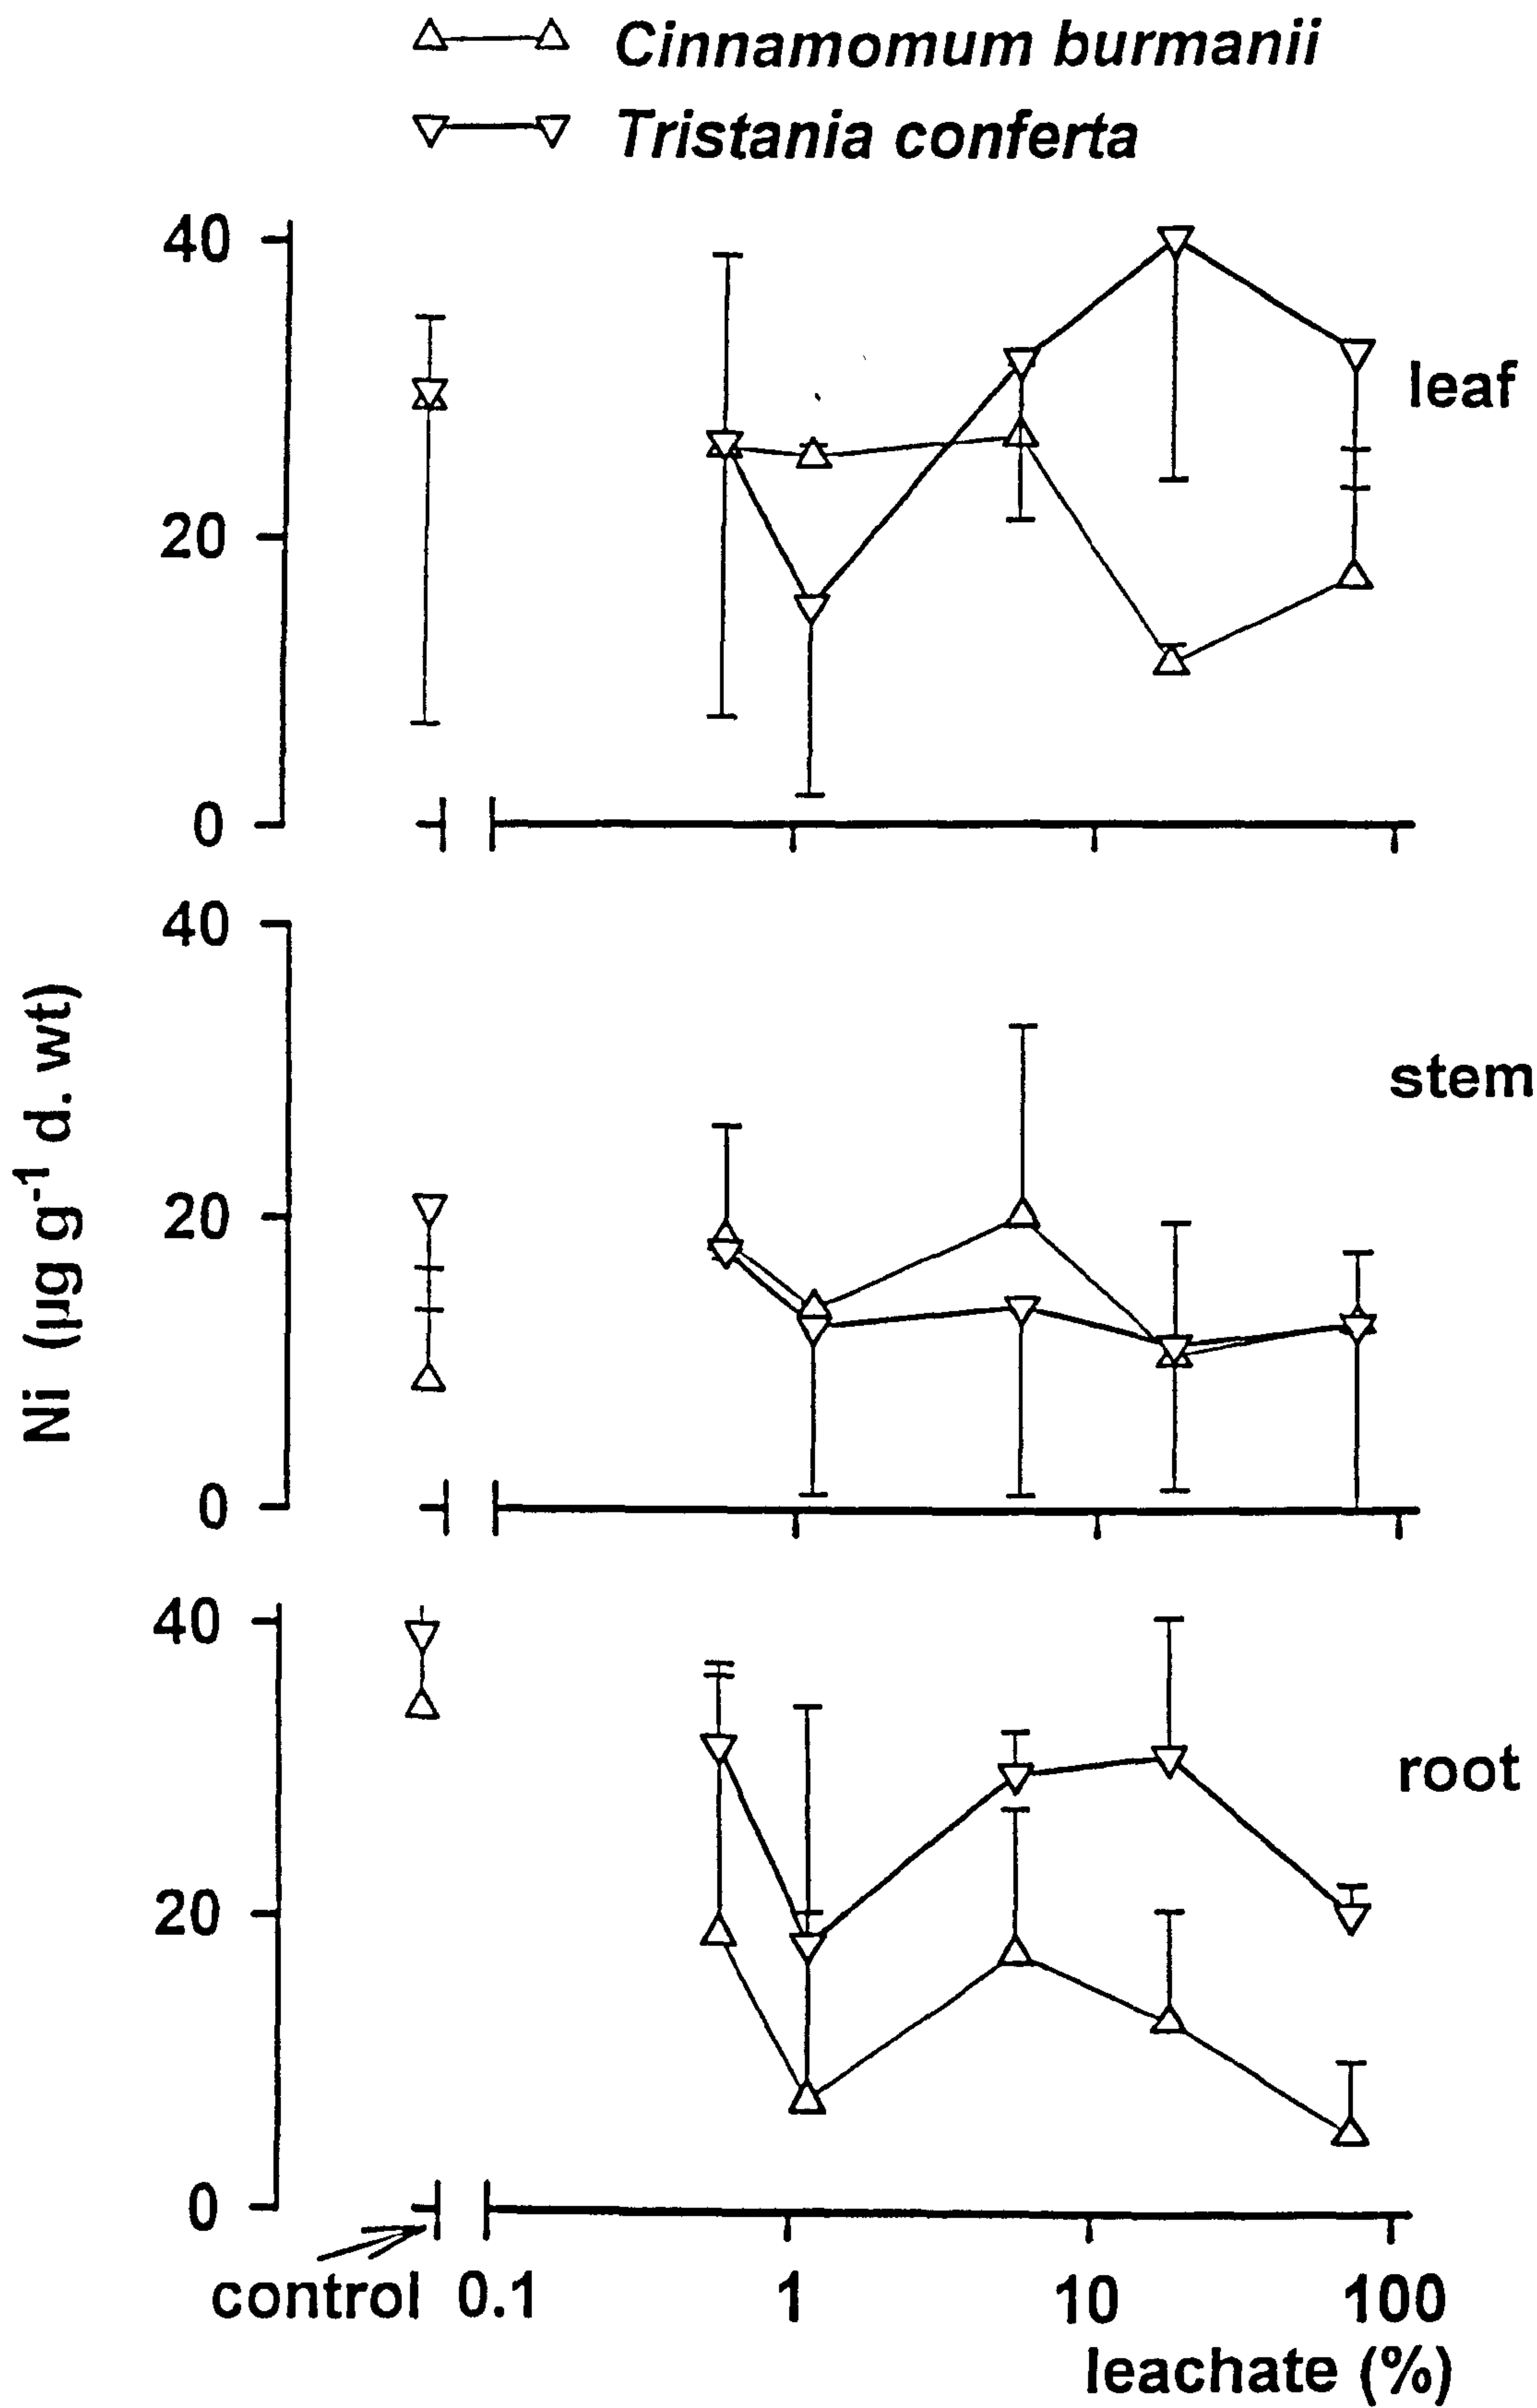 Cinnamomum burmanii
Tristania conferta
40
20
0
leaf
40
20
0
stem
Ni (µg g-1 d. wt)
40
20
0
root
control 0.1 1 10 100
leachate (%)